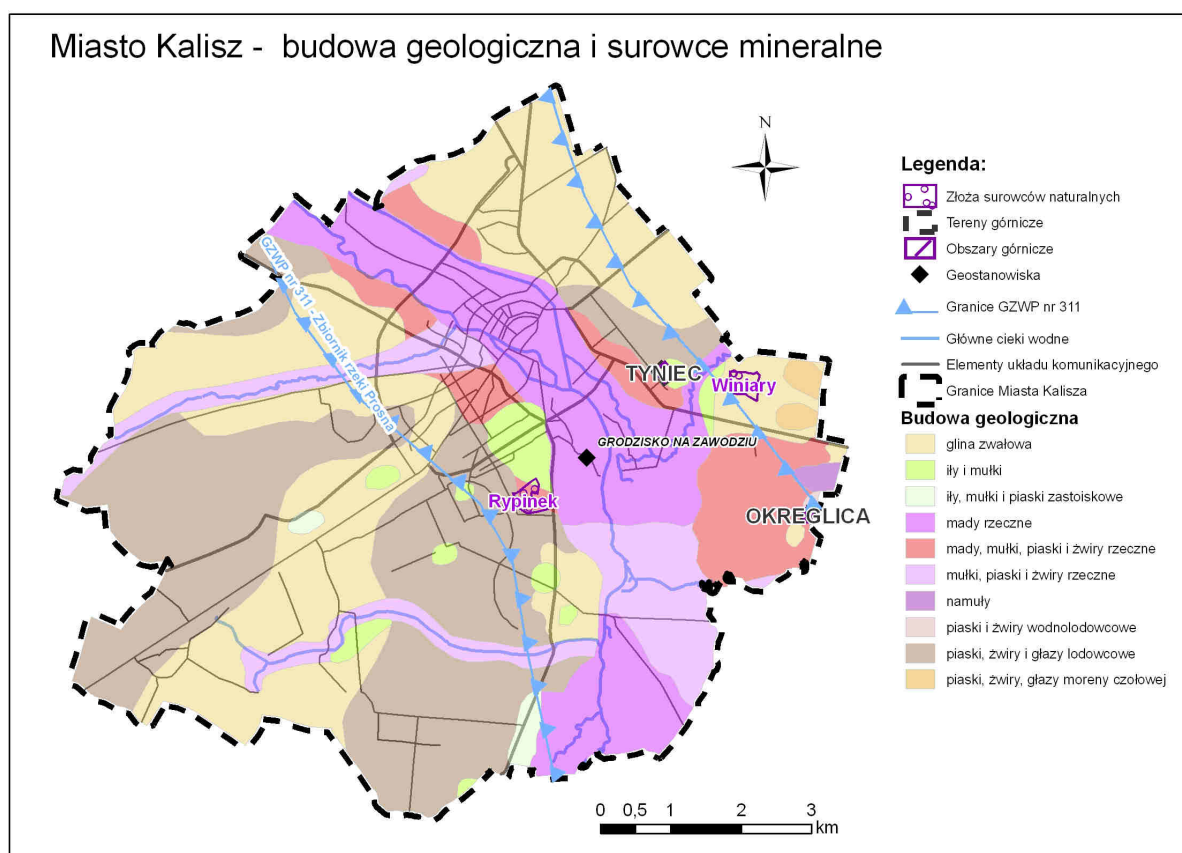 Miasto Kalisz - budowa geologiczna i surowce mineralne
N
GZWP nr 311 - Zbiornik rzeki Prosna
TYNIEC
Winiary
GRODZISKO NA ZAWODZIU
Rypinek
OKREGLICA
Legenda:
Złoża surowców naturalnych
Tereny górnicze
Obszary górnicze
Geostanowiska
Granice GZWP nr 311
Główne cieki wodne
Elementy układu komunikacyjnego
Granice Miasta Kalisza
Budowa geologiczna
glina zwałowa
iły i mułki
iły, mułki i piaski zastoiskowe
mady rzeczne
mady, mułki, piaski i żwiry rzeczne
mułki, piaski i żwiry rzeczne
namuły
piaski i żwiry wodnolodowcowe
piaski, żwiry i głazy lodowcowe
piaski, żwiry, głazy moreny czołowej
0 0,5 1 2 3
km